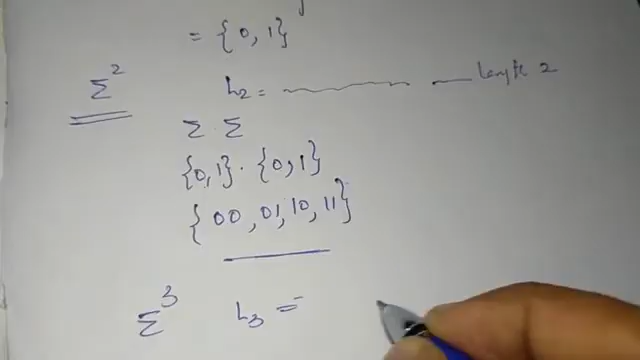 = {0, 1}
Σ² L₂ = length 2
Σ . Σ
{0, 1} . {0, 1}
{00, 01, 10, 11}
Σ³ L₃ =